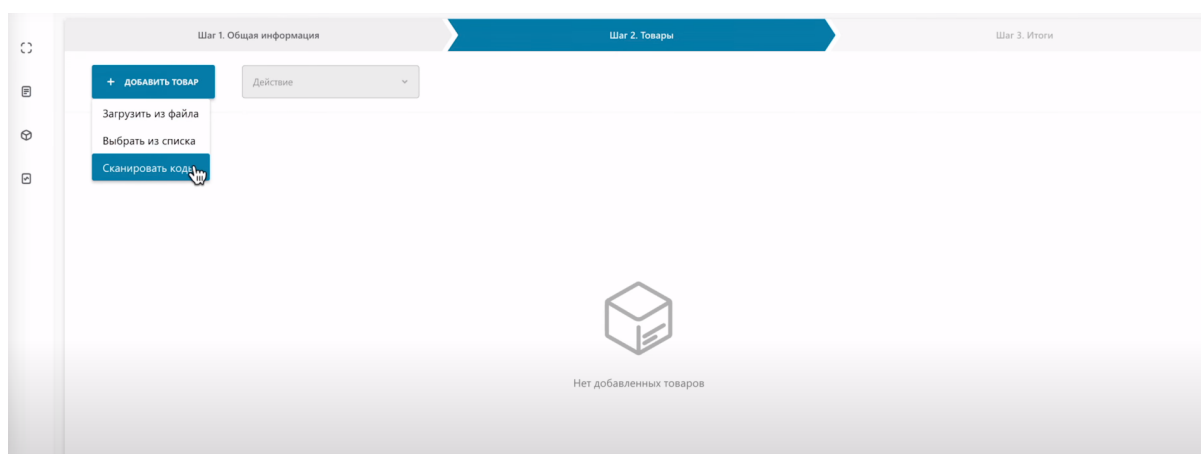 Шаг 1. Общая информация
Шаг 2. Товары
Шаг 3. Итоги
+ ДОБАВИТЬ ТОВАР
Действие
Загрузить из файла
Выбрать из списка
Сканировать коды
Нет добавленных товаров